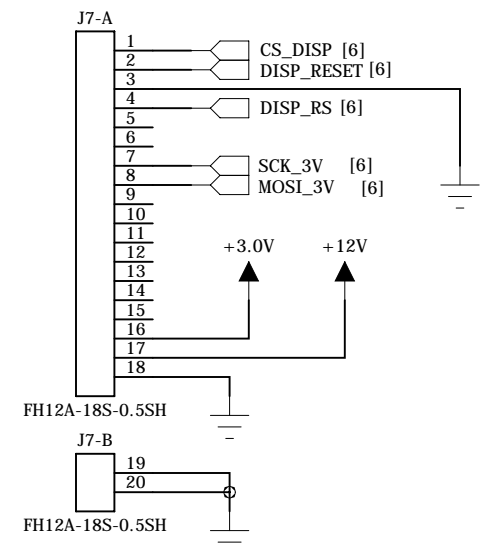 J7-A
1 CS_DISP [6]
2 DISP_RESET [6]
3
4 DISP_RS [6]
5
6
7 SCK_3V [6]
8 MOSI_3V [6]
9
10
11
12 +3.0V +12V
13
14
15
16
17
18
FH12A-18S-0.5SH
J7-B
19
20
FH12A-18S-0.5SH